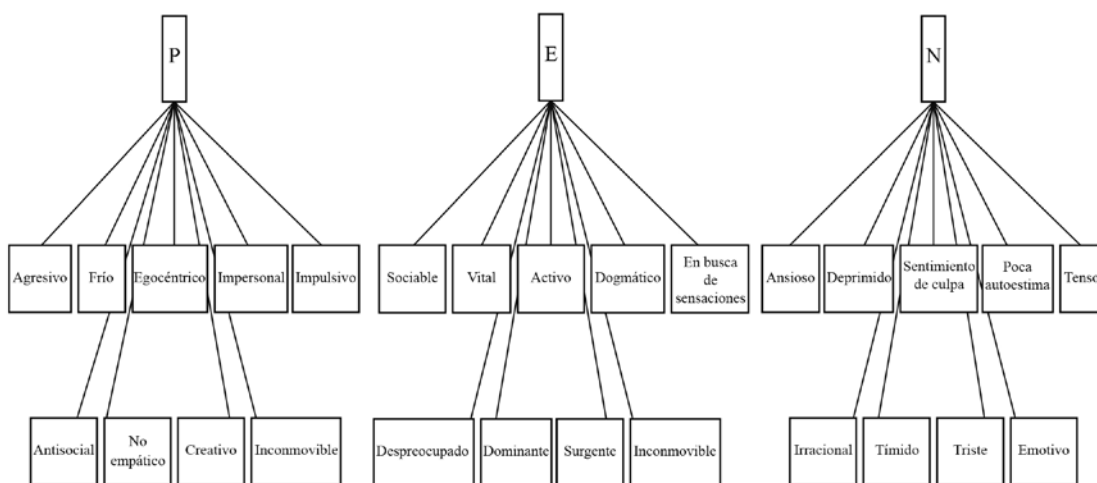 P
E
N
Agresivo
Frío
Egocéntrico
Impersonal
Impulsivo
Sociable
Vital
Activo
Dogmático
En busca
de
sensaciones
Ansioso
Deprimido
Sentimiento
de culpa
Poca
autoestima
Tenso
Antisocial
No
empático
Creativo
Inconmovible
Despreocupado
Dominante
Surgente
Inconmovible
Irracional
Tímido
Triste
Emotivo